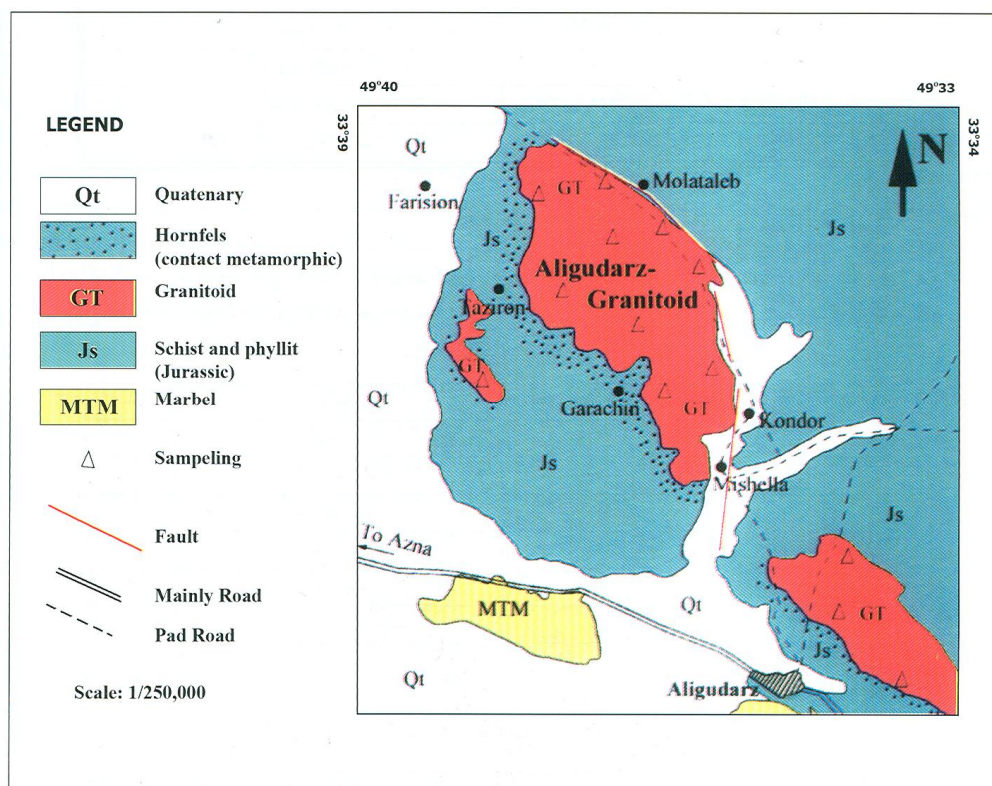 49°40
49°33
33°39
33°34
LEGEND
Qt
Quatenary
Hornfels
(contact metamorphic)
GT
Granitoid
Js
Schist and phyllit
(Jurassic)
MTM
Marbel
Sampeling
Fault
Mainly Road
Pad Road
Scale: 1/250,000
N
Qt
Farision
GT
Molataleb
Js
Js
Aligudarz-
Granitoid
Taziron
GT
Qt
Garachin
GT
Kondor
Js
Mishella
Js
To Azna
MTM
Qt
GT
Js
Qt
Aligudarz